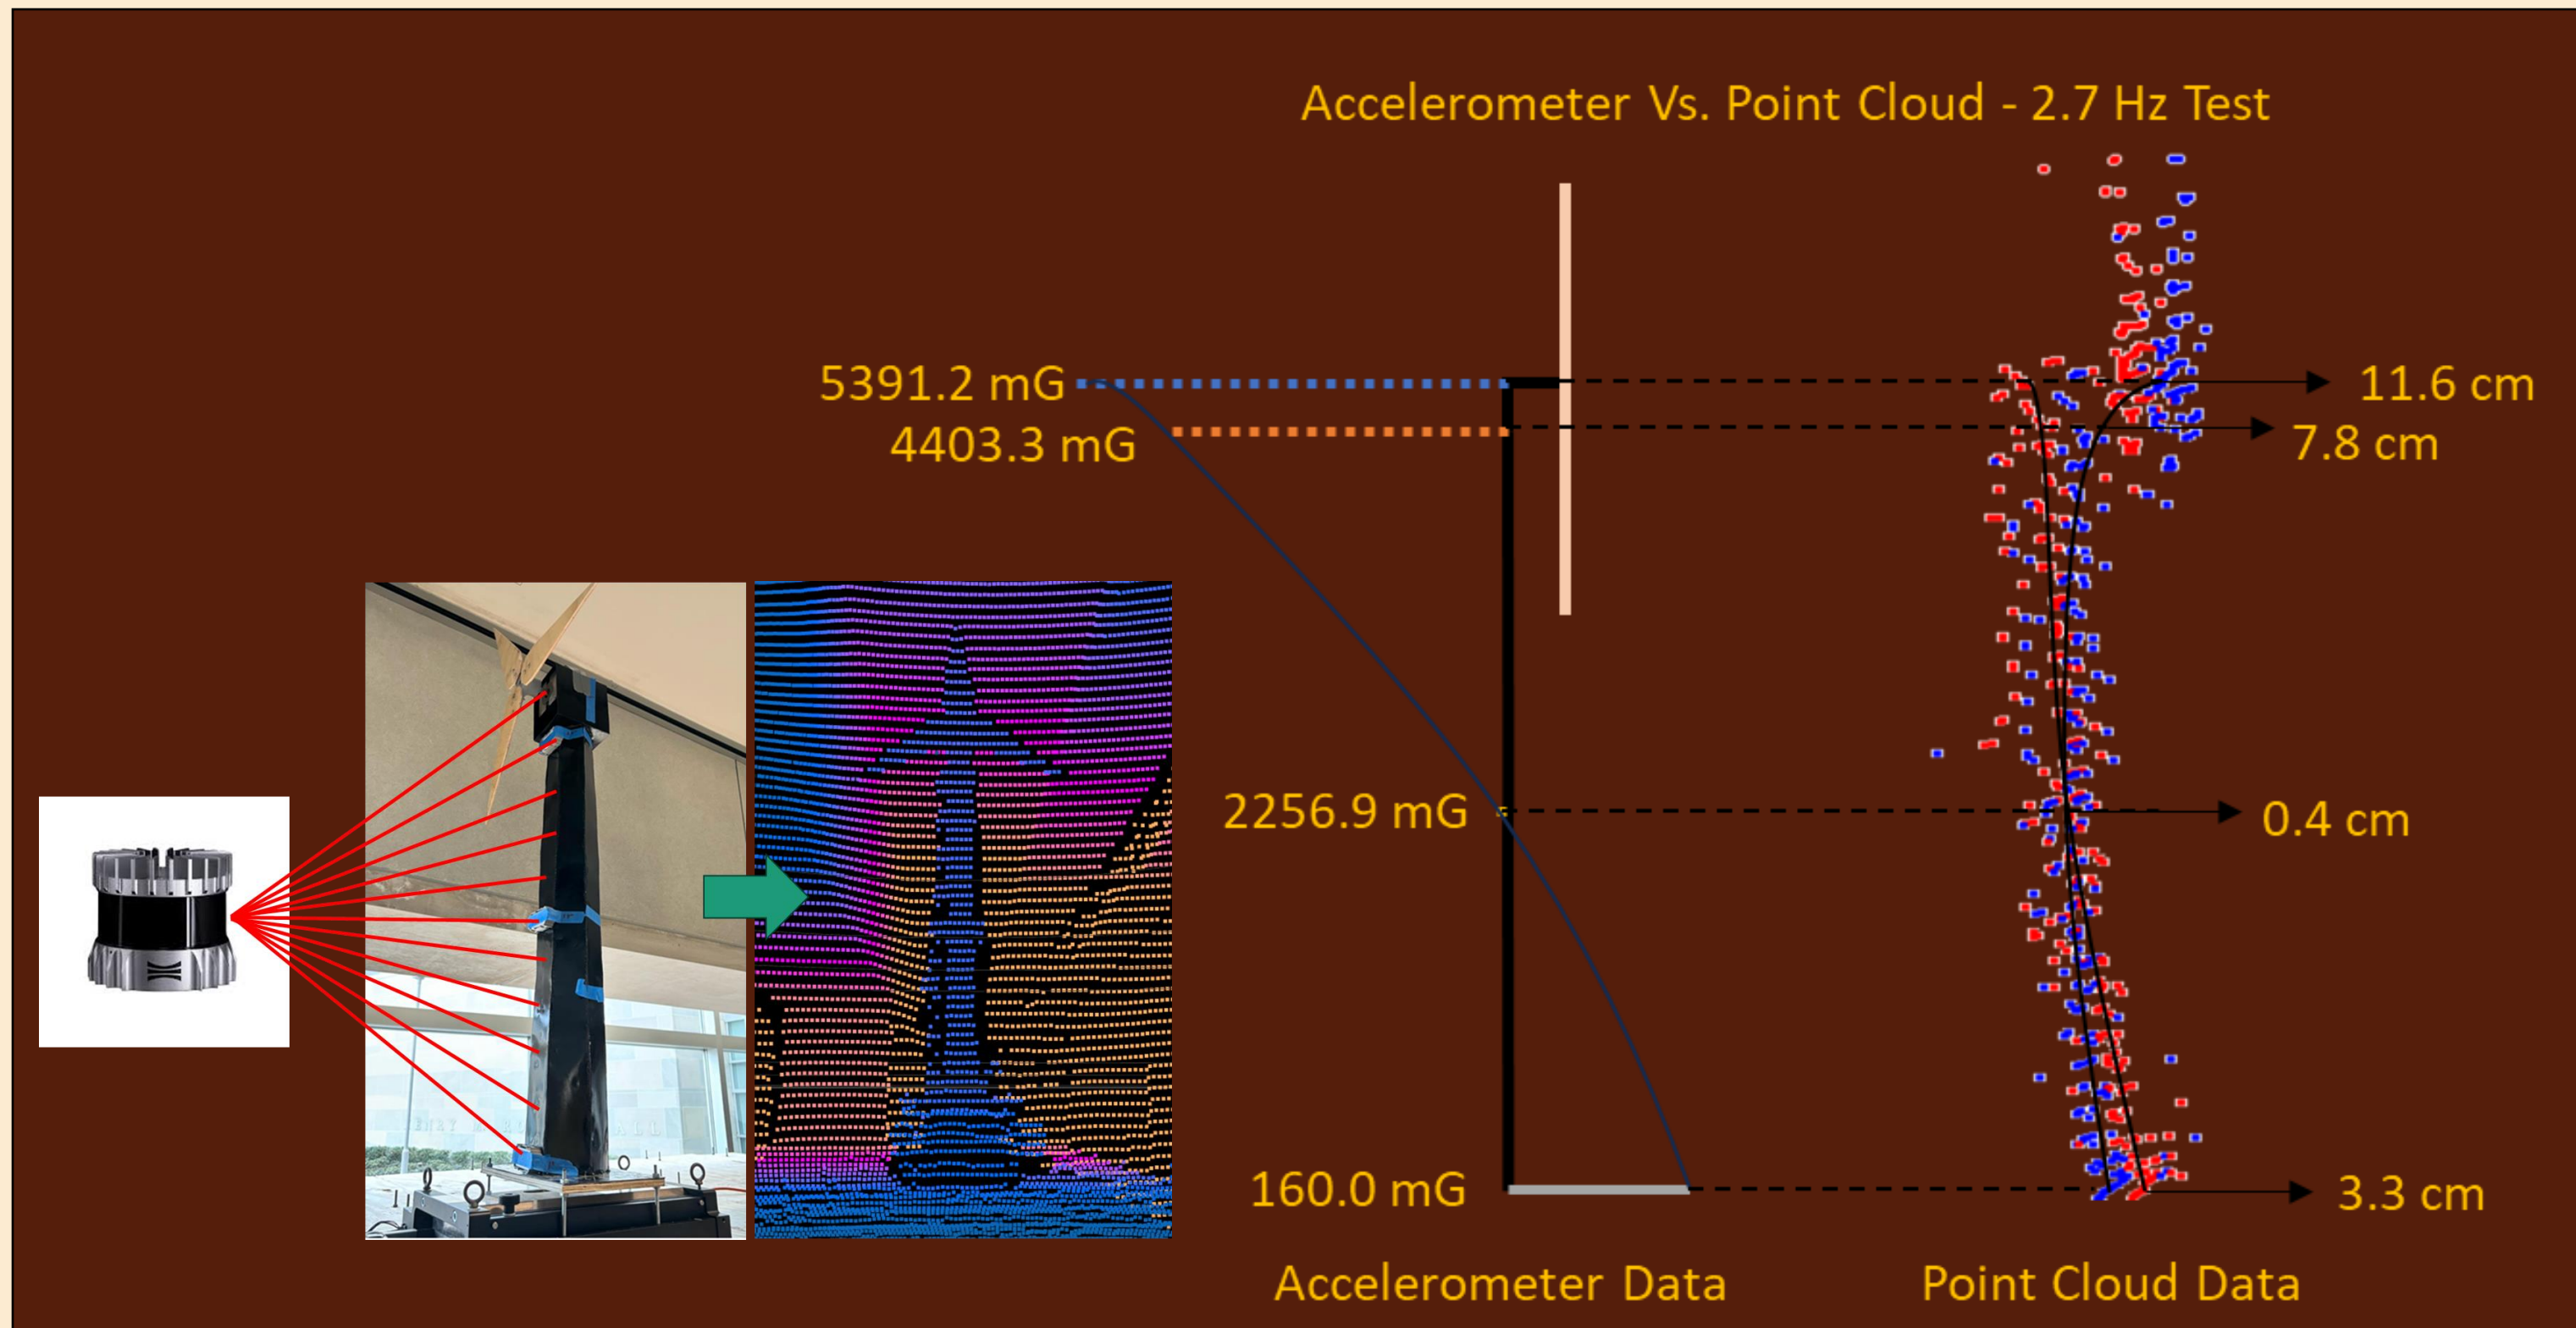 Accelerometer Vs. Point Cloud - 2.7 Hz Test
5391.2 mG
11.6 cm
4403.3 mG
7.8 cm
2256.9 mG
0.4 cm
160.0 mG
3.3 cm
Accelerometer Data
Point Cloud Data